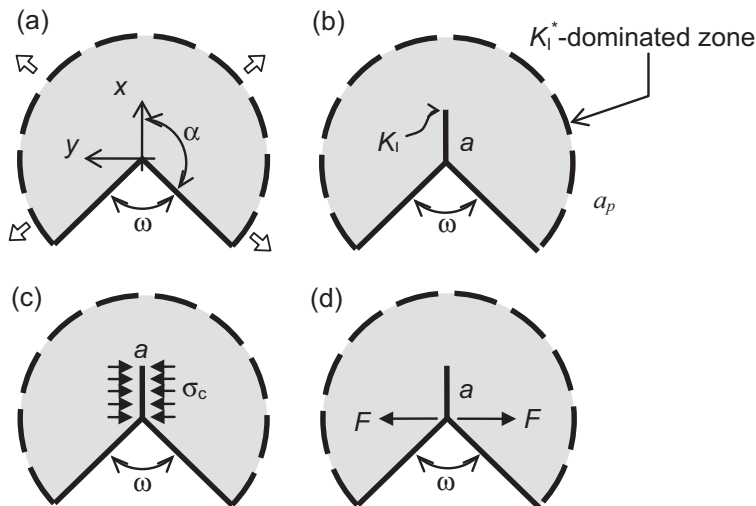 (a)
x
y
α
ω
(b)
K_I^*-dominated zone
K_I
a
ω
a_p
(c)
a
σ_c
ω
(d)
a
F
F
ω